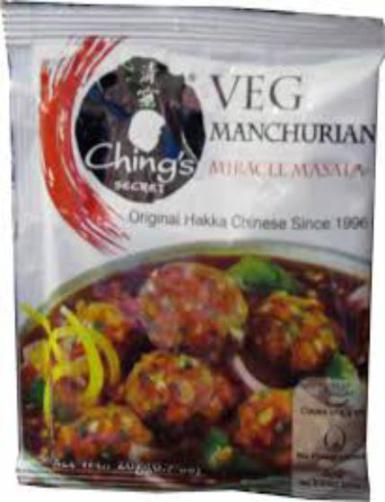 Ching's
SECRET
VEG
MANCHURIAN
MIRACLE MASALA
Original Hakka Chinese Since 1996